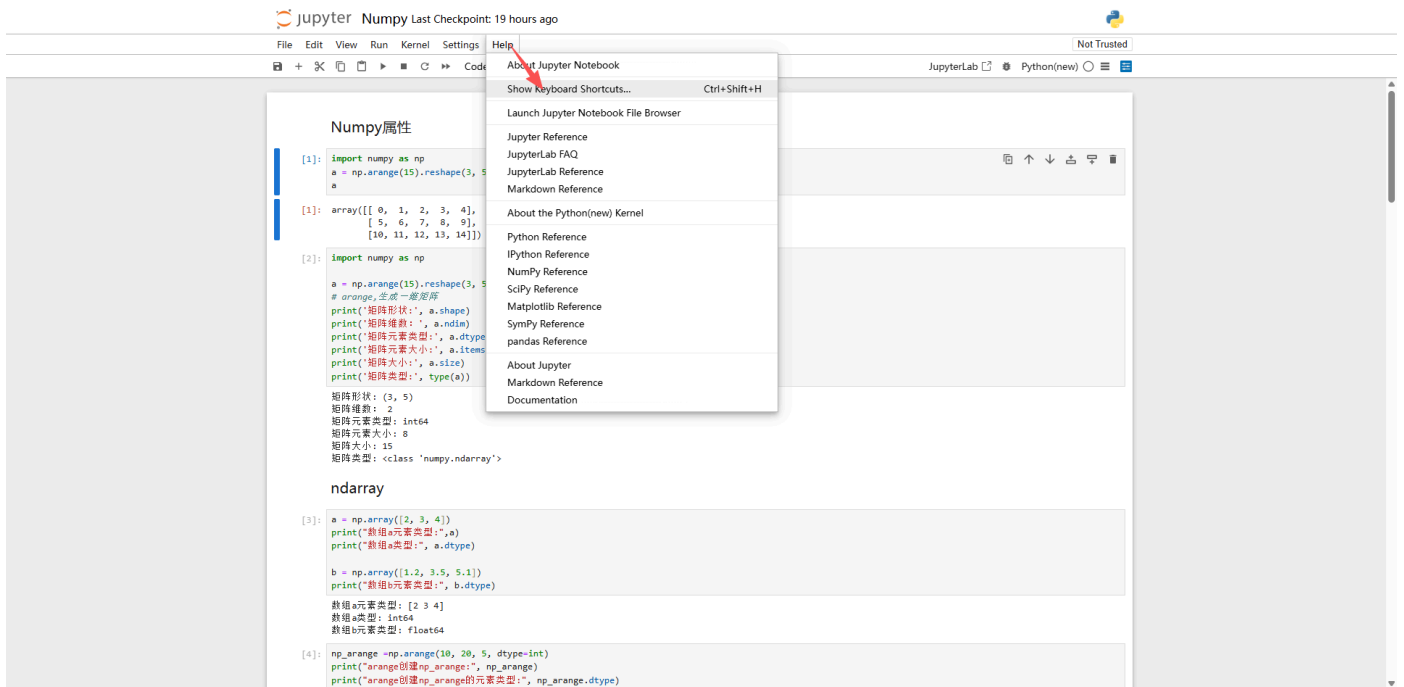 jupyter Numpy Last Checkpoint: 19 hours ago
File Edit View Run Kernel Settings Help
Not Trusted
Code
JupyterLab Python(new)
About Jupyter Notebook
Show Keyboard Shortcuts... Ctrl+Shift+H
Launch Jupyter Notebook File Browser
Jupyter Reference
JupyterLab FAQ
JupyterLab Reference
Markdown Reference
About the Python(new) Kernel
Python Reference
IPython Reference
NumPy Reference
SciPy Reference
Matplotlib Reference
SymPy Reference
pandas Reference
About Jupyter
Markdown Reference
Documentation
Numpy属性
[1]: import numpy as np
a = np.arange(15).reshape(3, 5
a
[1]: array([[ 0, 1, 2, 3, 4],
[ 5, 6, 7, 8, 9],
[10, 11, 12, 13, 14]])
[2]: import numpy as np
a = np.arange(15).reshape(3, 5
# arange,生成一维矩阵
print('矩阵形状:', a.shape)
print('矩阵维数: ', a.ndim)
print('矩阵元素类型:', a.dtype
print('矩阵元素大小:', a.items
print('矩阵大小:', a.size)
print('矩阵类型:', type(a))
矩阵形状: (3, 5)
矩阵维数:  2
矩阵元素类型: int64
矩阵元素大小: 8
矩阵大小: 15
矩阵类型: <class 'numpy.ndarray'>
ndarray
[3]: a = np.array([2, 3, 4])
print("数组a元素类型:",a)
print("数组a类型:", a.dtype)
b = np.array([1.2, 3.5, 5.1])
print("数组b元素类型:", b.dtype)
数组a元素类型: [2 3 4]
数组a类型: int64
数组b元素类型: float64
[4]: np_arange =np.arange(10, 20, 5, dtype=int)
print("arange创建np_arange:", np_arange)
print("arange创建np_arange的元素类型:", np_arange.dtype)